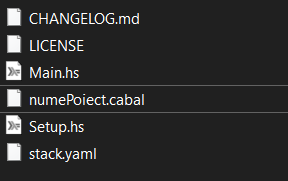 CHANGELOG.md
LICENSE
Main.hs
numePoiect.cabal
Setup.hs
stack.yaml